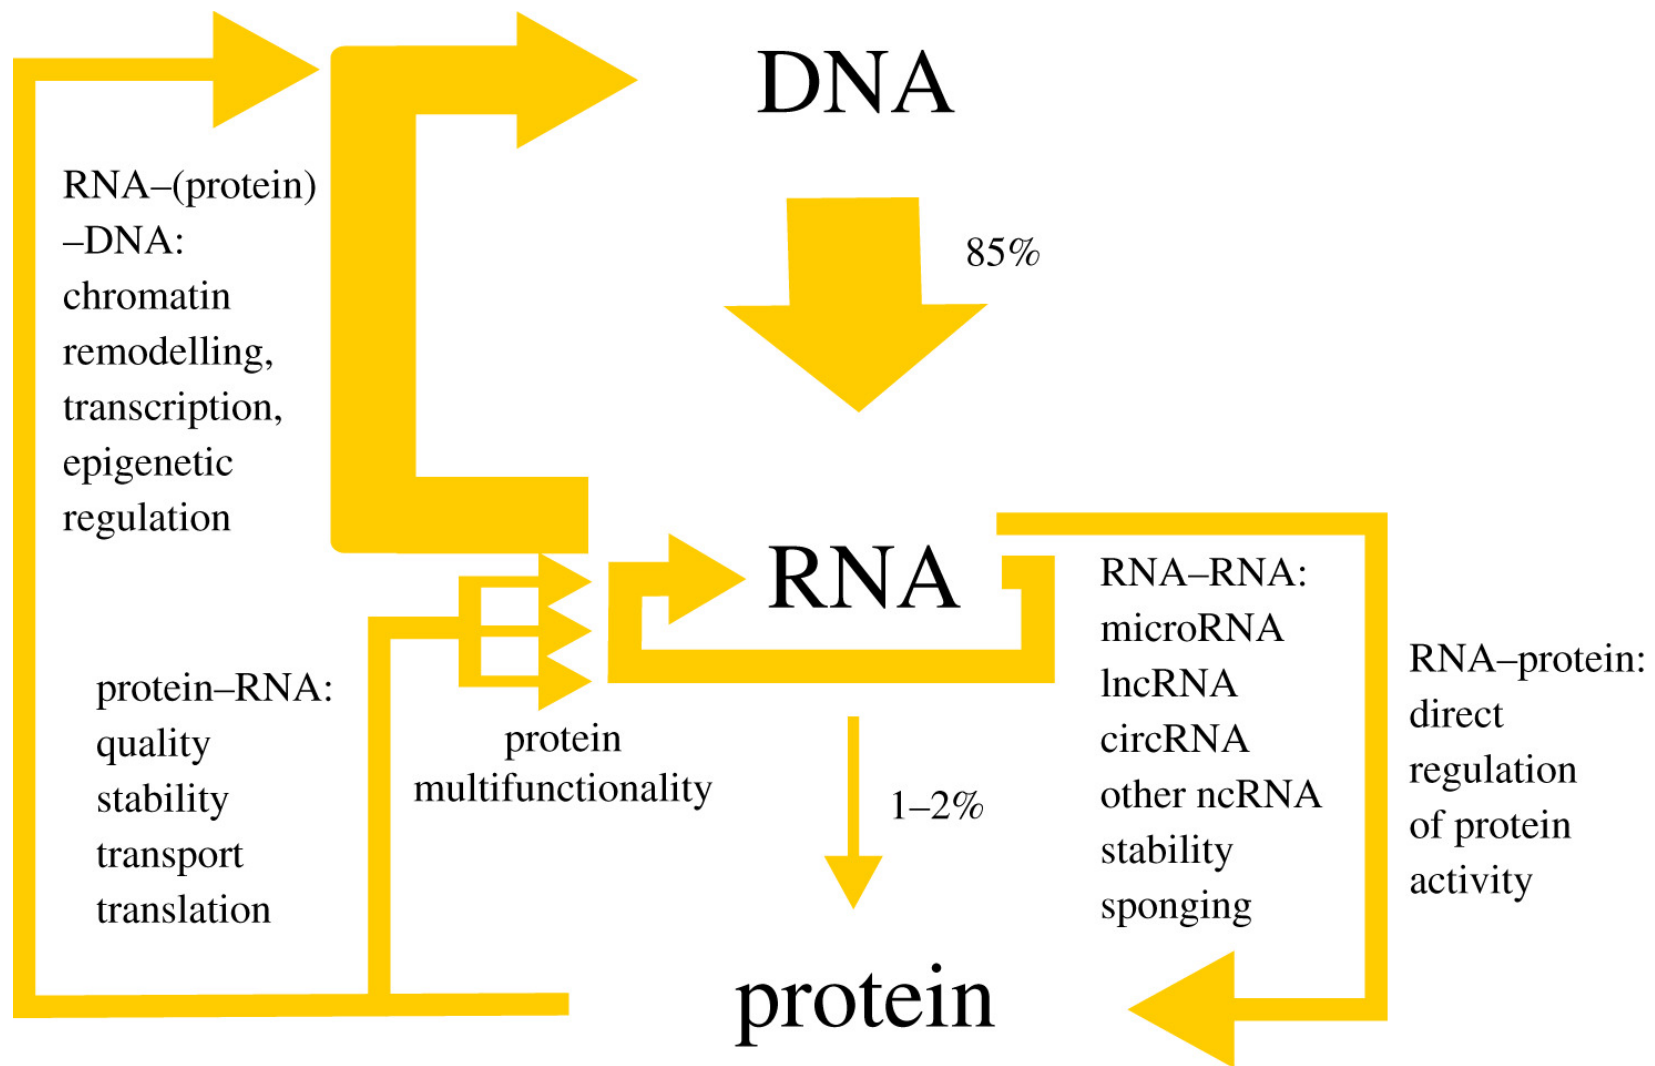 DNA
85%
RNA–(protein)
–DNA:
chromatin
remodelling,
transcription,
epigenetic
regulation
RNA
RNA–RNA:
microRNA
lncRNA
circRNA
other ncRNA
stability
sponging
RNA–protein:
direct
regulation
of protein
activity
protein–RNA:
quality
stability
transport
translation
protein
multifunctionality
1–2%
protein